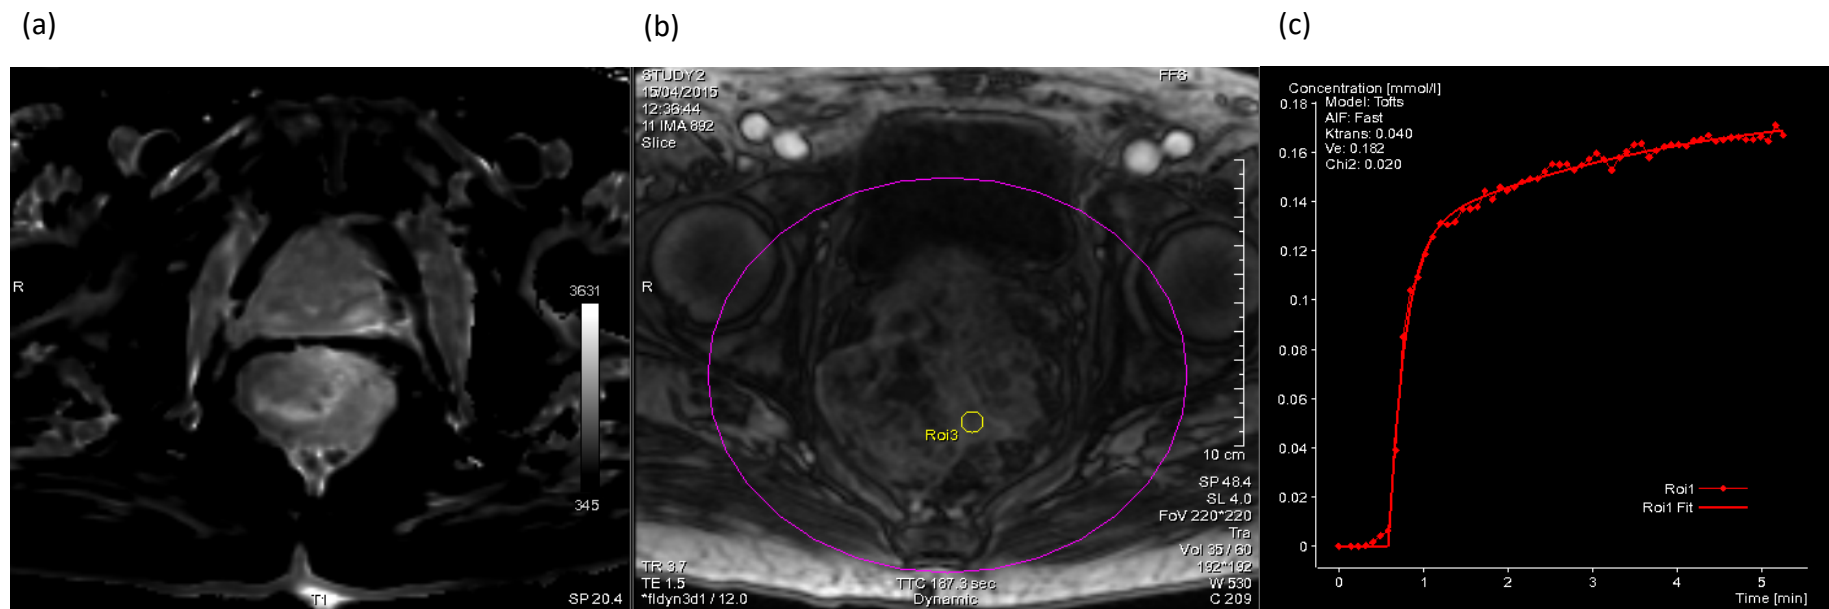 (a)
(b)
(c)
R
3631
345
T1
SP 20.4
STUDY 2
15/04/2015
12:36:44
11 IMA 892
Slice
FFS
R
Roi3
10 cm
SP 48.4
SL 4.0
FoV 220*220
Tra
Vol 35 / 60
192*192
W 530
C 209
TR 3.7
TE 1.5
*fldyn3d1 / 12.0
TTC 187.3 sec
Dynamic
Concentration [mmol/l]
Model: Tofts
AIF: Fast
Ktrans: 0.040
Ve: 0.182
Chi2: 0.020
0.18
0.16
0.14
0.12
0.1
0.08
0.06
0.04
0.02
0
Roi1
Roi1 Fit
0 1 2 3 4 5
Time [min]